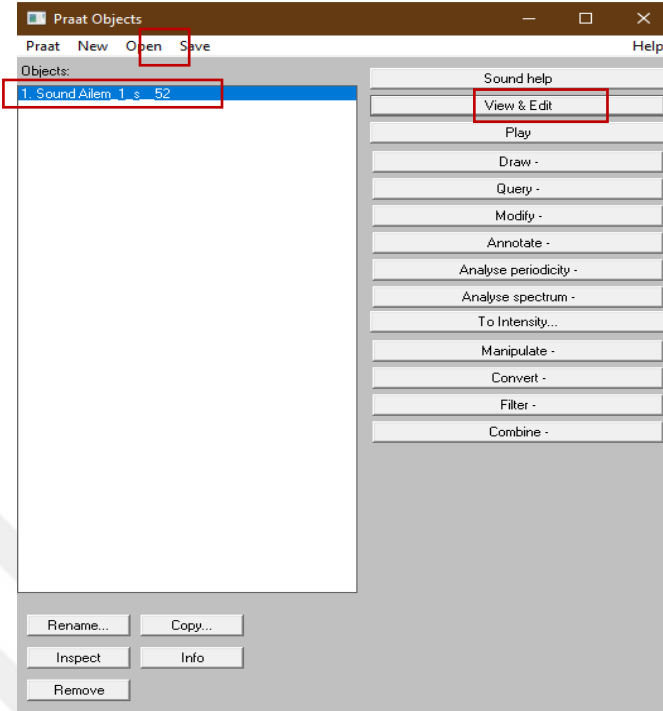 Praat Objects
Praat New Open Save Help
Objects:
1. Sound Ailem_1_s__52
Sound help
View & Edit
Play
Draw -
Query -
Modify -
Annotate -
Analyse periodicity -
Analyse spectrum -
To Intensity...
Manipulate -
Convert -
Filter -
Combine -
Rename... Copy...
Inspect Info
Remove